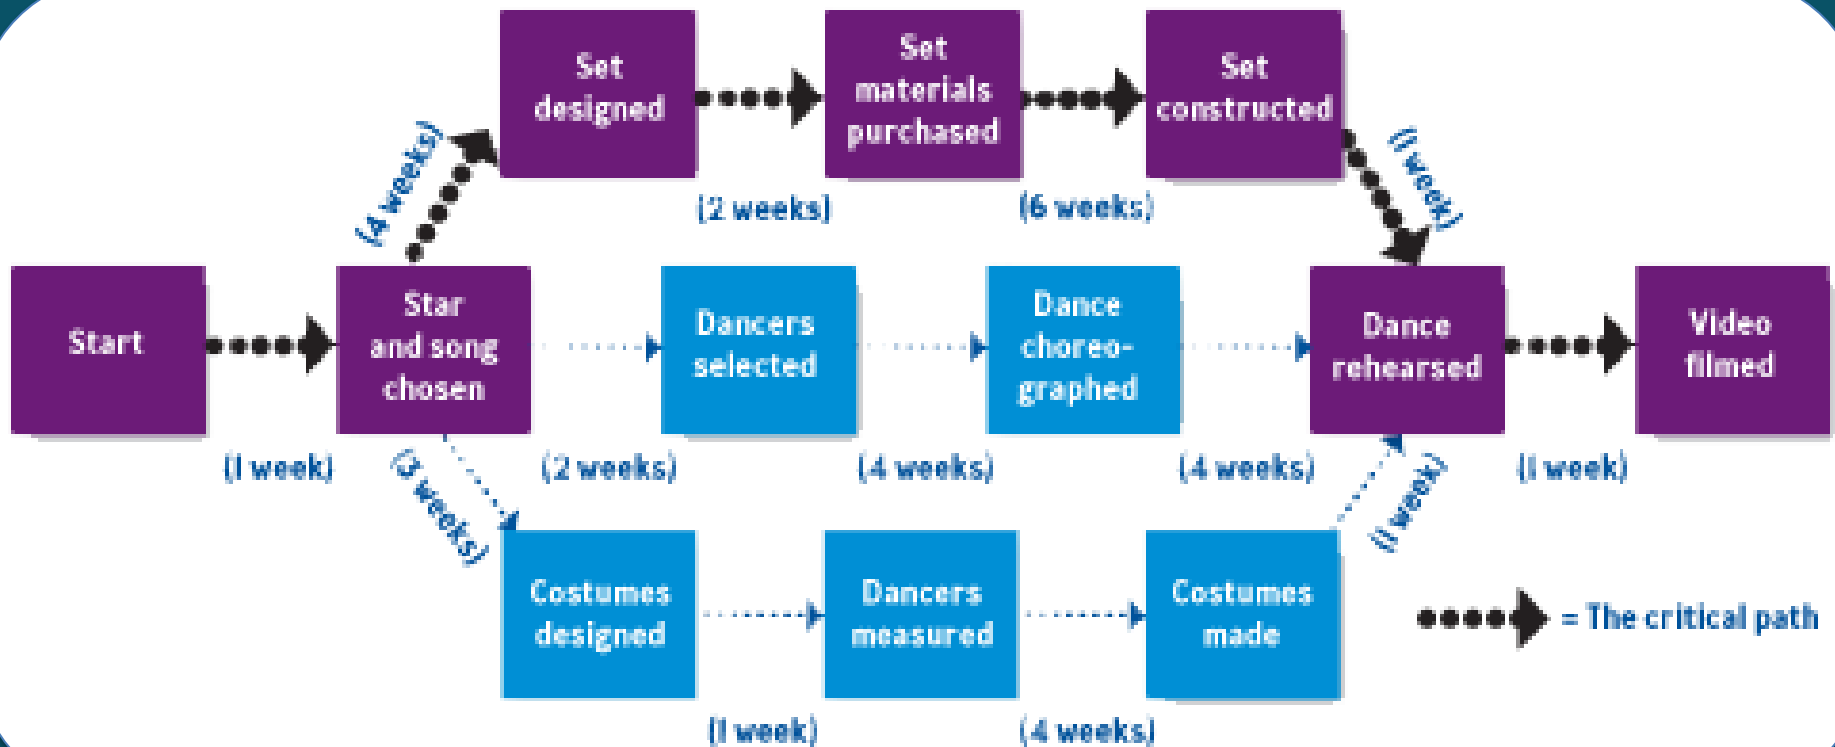 Set
designed
Set
materials
purchased
Set
constructed
(4 weeks)
(2 weeks)
(6 weeks)
(1 week)
Start
Star
and song
chosen
Dancers
selected
Dance
choreo-
graphed
Dance
rehearsed
Video
filmed
(1 week)
(3 weeks)
(2 weeks)
(4 weeks)
(4 weeks)
(1 week)
(1 week)
Costumes
designed
Dancers
measured
Costumes
made
= The critical path
(1 week)
(4 weeks)